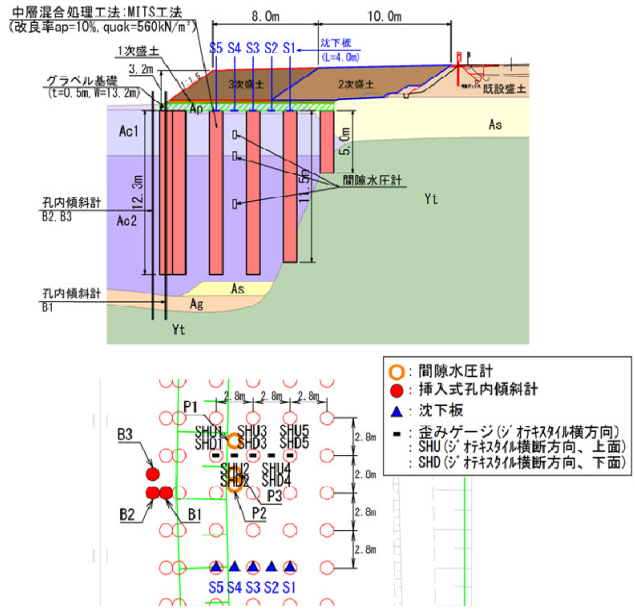 中層混合処理工法:MITS工法
(改良率ap=10%, quck=560kN/㎡)
8.0m
10.0m
沈下板
(L=4.0m)
S5 S4 S3 S2 S1
1次盛土
3.2m
1:1.5
3次盛土
2次盛土
既設盛土
グラベル基礎
(t=0.5m, W=13.2m)
Ap
Ac1
As
5.0m
間隙水圧計
12.3m
11.5m
Yt
孔内傾斜計
B2, B3
Ac2
孔内傾斜計
B1
As
Ag
Yt
○: 間隙水圧計
●: 挿入式孔内傾斜計
▲: 沈下板
-: 歪みゲージ(ジオテキスタイル横方向)
: SHU(ジオテキスタイル横断方向、上面)
: SHD(ジオテキスタイル横断方向、下面)
2.8m 2.8m 2.8m
P1
SHU1 SHU3 SHU5
SHD1 SHD3 SHD5
2.8m
B3
SHU2 SHU4
SHD2 SHD4
2.8m
P3
B2 B1 P2
2.8m
2.8m
S5 S4 S3 S2 S1